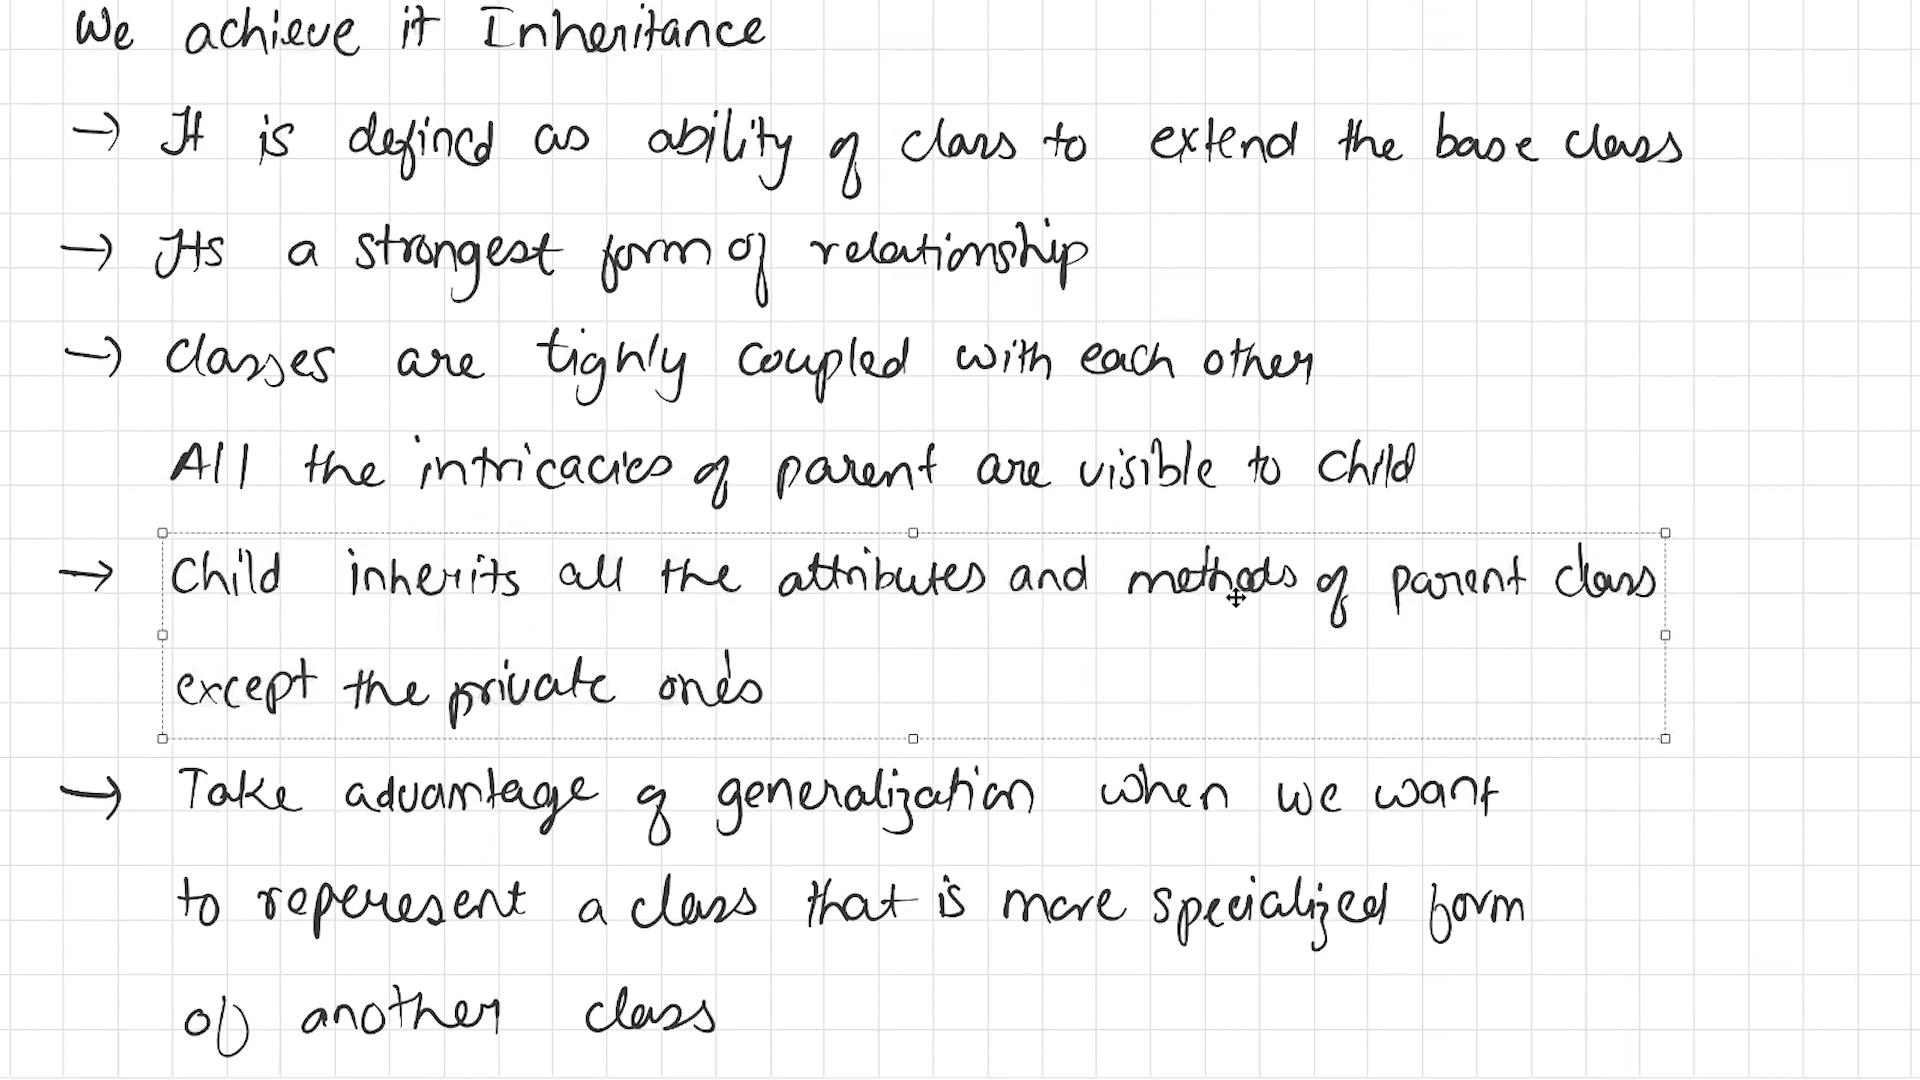 We achieve it Inheritance
→ It is defined as ability of class to extend the base class
→ Its a strongest form of relationship
→ classes are tighly coupled with each other
All the intricacies of parent are visible to child
→ Child inherits all the attributes and methods of parent class
except the private one's
→ Take advantage of generalization when we want
to reperesent a class that is more specialized form
of another class